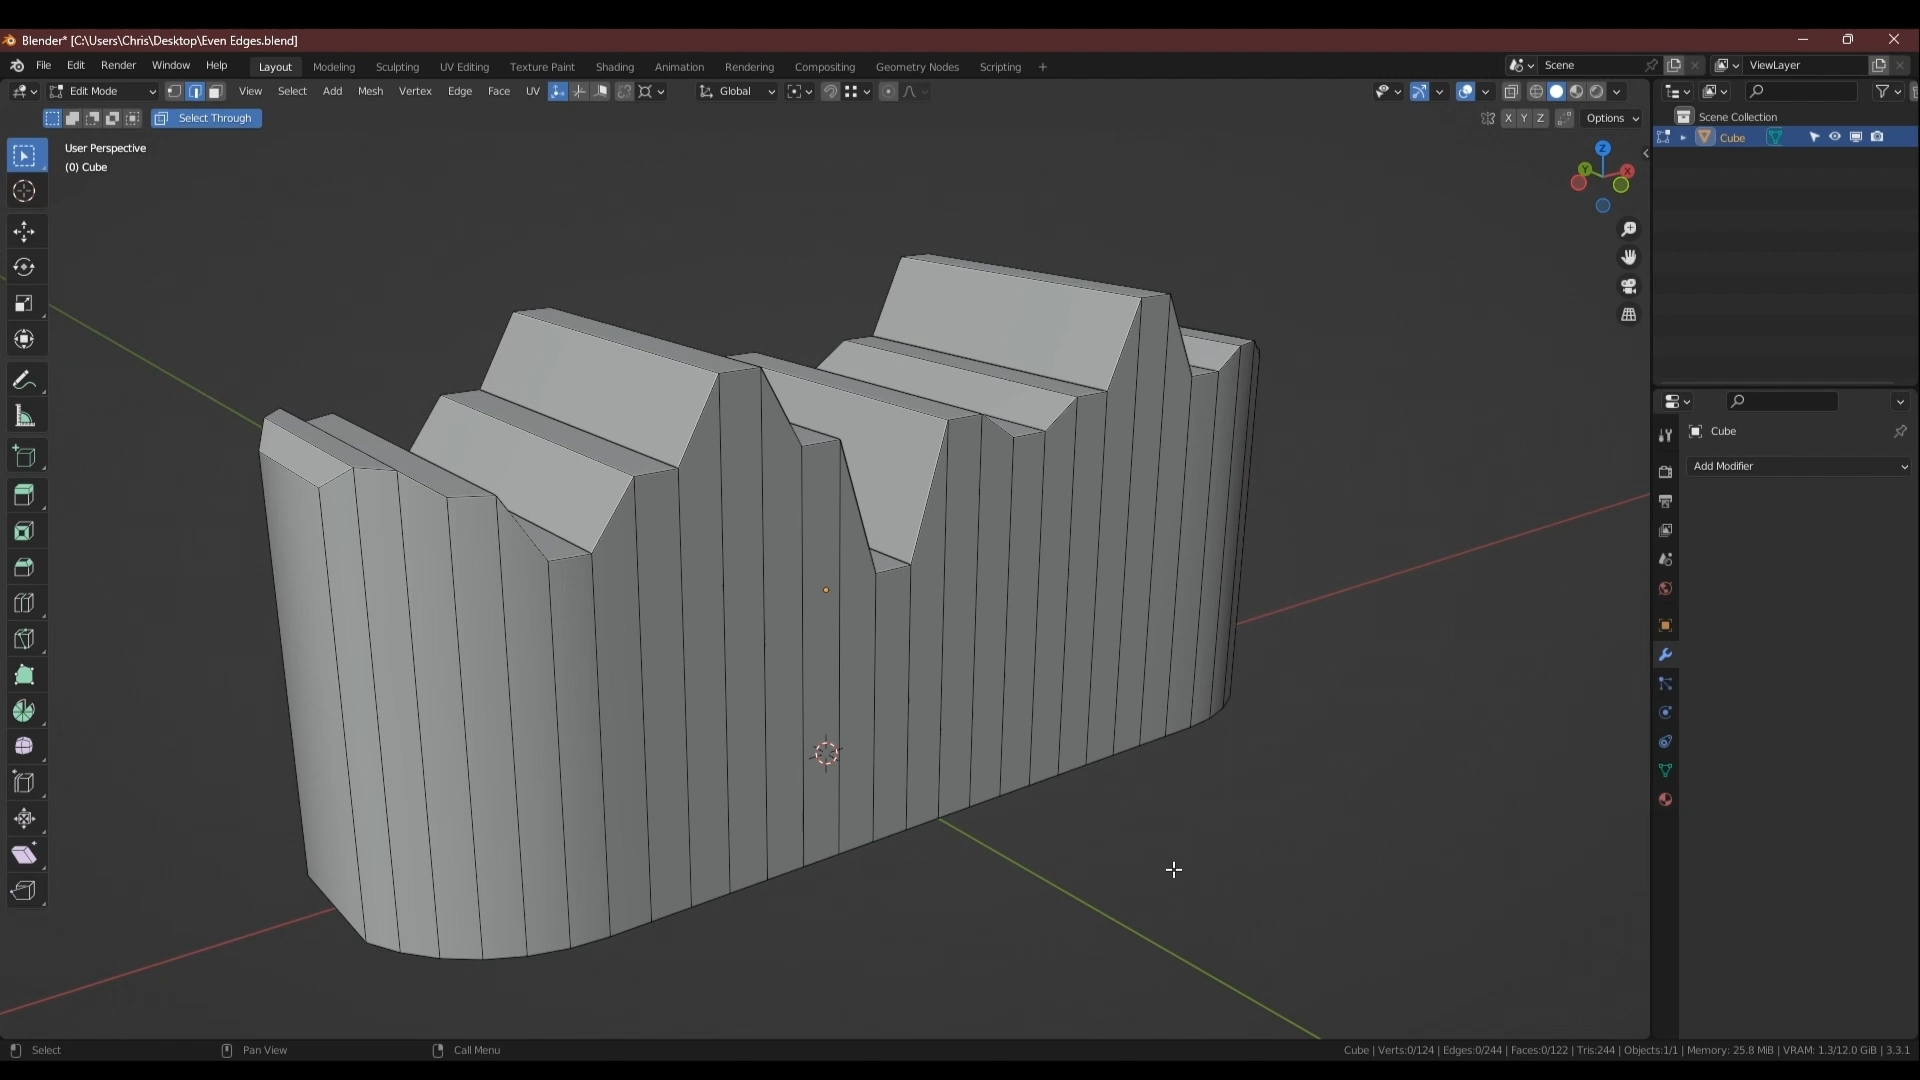 Blender* [C:\Users\Chris\Desktop\Even Edges.blend]
File Edit Render Window Help Layout Modeling Sculpting UV Editing Texture Paint Shading Animation Rendering Compositing Geometry Nodes Scripting + Scene ViewLayer
Edit Mode View Select Add Mesh Vertex Edge Face UV Global
Select Through X Y Z Options
Scene Collection
Cube
User Perspective
(0) Cube
Z
Y
X
Cube
Add Modifier
Select Pan View Call Menu Cube | Verts:0/124 | Edges:0/244 | Faces:0/122 | Tris:244 | Objects:1/1 | Memory: 25.8 MiB | VRAM: 1.3/12.0 GiB | 3.3.1